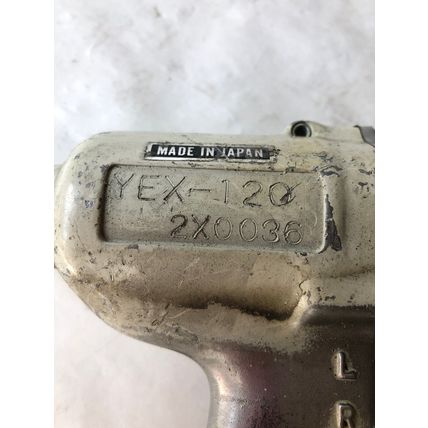 MADE IN JAPAN
YEX-120
2X0036
L
R